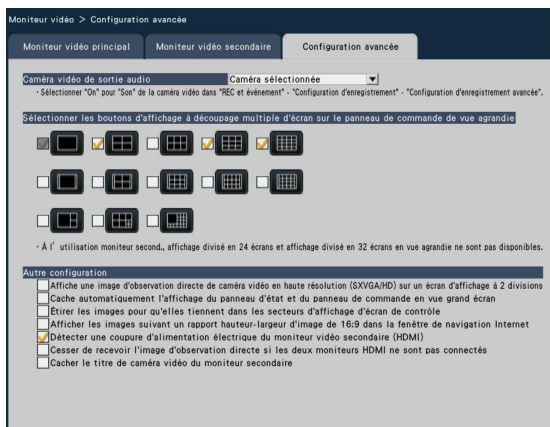 Moniteur vidéo > Configuration avancée
Moniteur vidéo principal
Moniteur vidéo secondaire
Configuration avancée
Caméra vidéo de sortie audio
Caméra sélectionnée
・Sélectionner "On" pour "Son" de la caméra vidéo dans "REC et événement" - "Configuration d'enregistrement" - "Configuration d'enregistrement avancée".
Sélectionner les boutons d'affichage à découpage multiple d'écran sur le panneau de commande de vue agrandie
・À l' utilisation moniteur second., affichage divisé en 24 écrans et affichage divisé en 32 écrans en vue agrandie ne sont pas disponibles.
Autre configuration
Affiche une image d'observation directe de caméra vidéo en haute résolution (SXVGA/HD) sur un écran d'affichage à 2 divisions
Cache automatiquement l'affichage du panneau d'état et du panneau de commande en vue grand écran
Étirer les images pour qu'elles tiennent dans les secteurs d'affichage d'écran de contrôle
Afficher les images suivant un rapport hauteur-largeur d'image de 16:9 dans la fenêtre de navigation Internet
Détecter une coupure d'alimentation électrique du moniteur vidéo secondaire (HDMI)
Cesser de recevoir l'image d'observation directe si les deux moniteurs HDMI ne sont pas connectés
Cacher le titre de caméra vidéo du moniteur secondaire